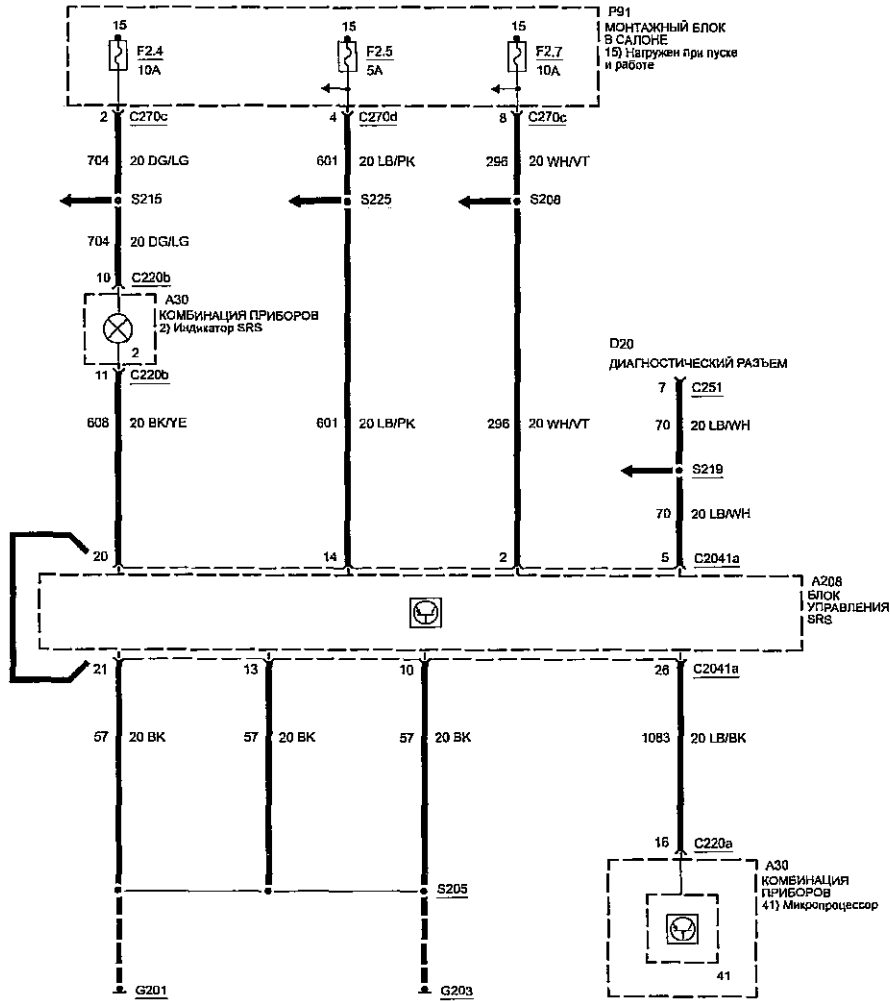 P91
МОНТАЖНЫЙ БЛОК
В САЛОНЕ
15) Нагружен при пуске
и работе
15
F2.4
10A
15
F2.5
5A
15
F2.7
10A
2 C270c
4 C270d
8 C270c
704 20 DG/LG
601 20 LB/PK
296 20 WH/VT
S215
S225
S208
704 20 DG/LG
10 C220b
A30
КОМБИНАЦИЯ ПРИБОРОВ
2) Индикатор SRS
2
11 C220b
D20
ДИАГНОСТИЧЕСКИЙ РАЗЪЕМ
7 C251
608 20 BK/YE
601 20 LB/PK
296 20 WH/VT
70 20 LB/WH
S219
70 20 LB/WH
20
14
2
5 C2041a
A208
БЛОК
УПРАВЛЕНИЯ
SRS
21
13
10
26 C2041a
57 20 BK
57 20 BK
57 20 BK
1083 20 LB/BK
16 C220a
A30
КОМБИНАЦИЯ
ПРИБОРОВ
41) Микропроцессор
S205
41
G201
G203